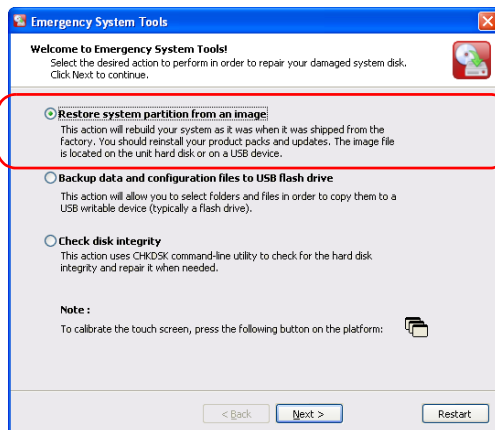 Emergency System Tools
Welcome to Emergency System Tools!
Select the desired action to perform in order to repair your damaged system disk.
Click Next to continue.
Restore system partition from an image
This action will rebuild your system as it was when it was shipped from the
factory. You should reinstall your product packs and updates. The image file
is located on the unit hard disk or on a USB device.
Backup data and configuration files to USB flash drive
This action will allow you to select folders and files in order to copy them to a
USB writable device (typically a flash drive).
Check disk integrity
This action uses CHKDSK command-line utility to check for the hard disk
integrity and repair it when needed.
Note :
To calibrate the touch screen, press the following button on the platform:
< Back
Next >
Restart